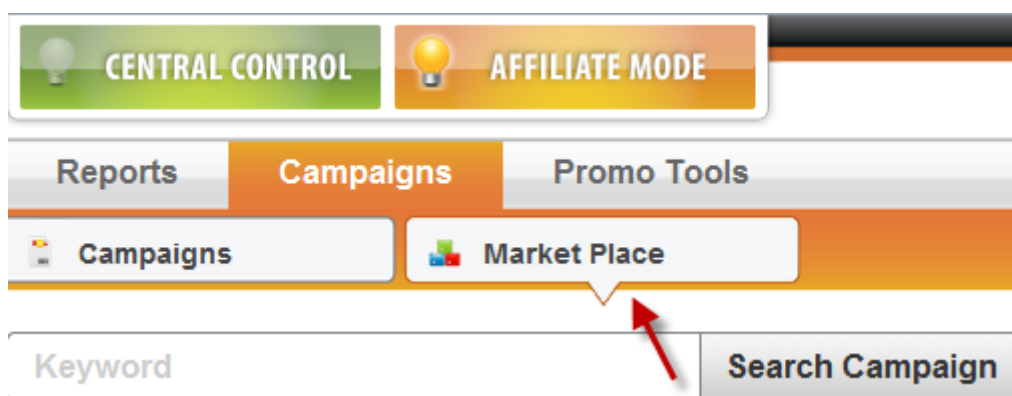 CENTRAL CONTROL AFFILIATE MODE
Reports Campaigns Promo Tools
Campaigns Market Place
Keyword Search Campaign